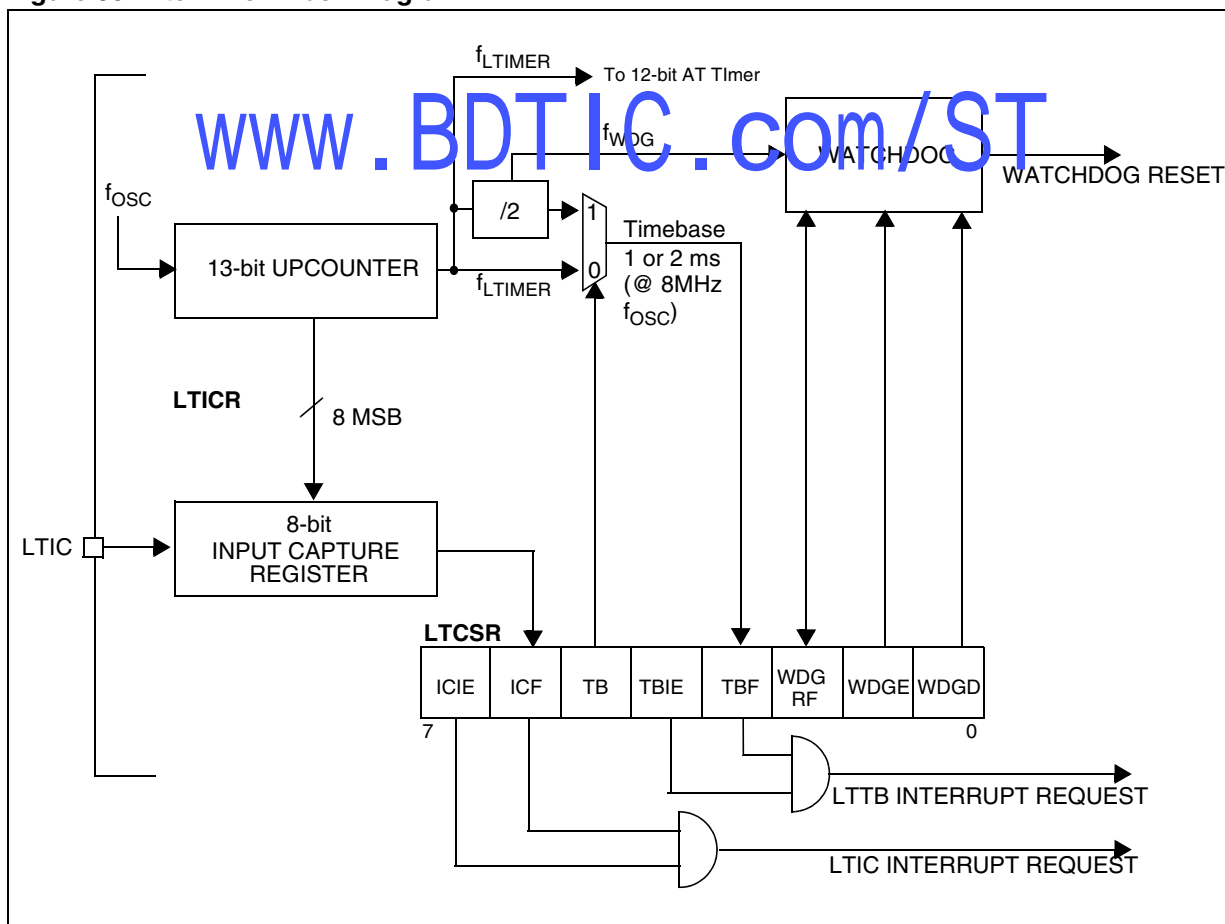 fLTIMER
To 12-bit AT TImer
www.BDTIC.com/ST
fWDG
WATCHDOG
WATCHDOG RESET
fOSC
/2
1
0
Timebase
1 or 2 ms
(@ 8MHz
fOSC)
13-bit UPCOUNTER
fLTIMER
LTICR
8 MSB
8-bit
INPUT CAPTURE
REGISTER
LTIC
LTCSR
ICIE
ICF
TB
TBIE
TBF
WDG
RF
WDGE
WDGD
7
0
LTTB INTERRUPT REQUEST
LTIC INTERRUPT REQUEST